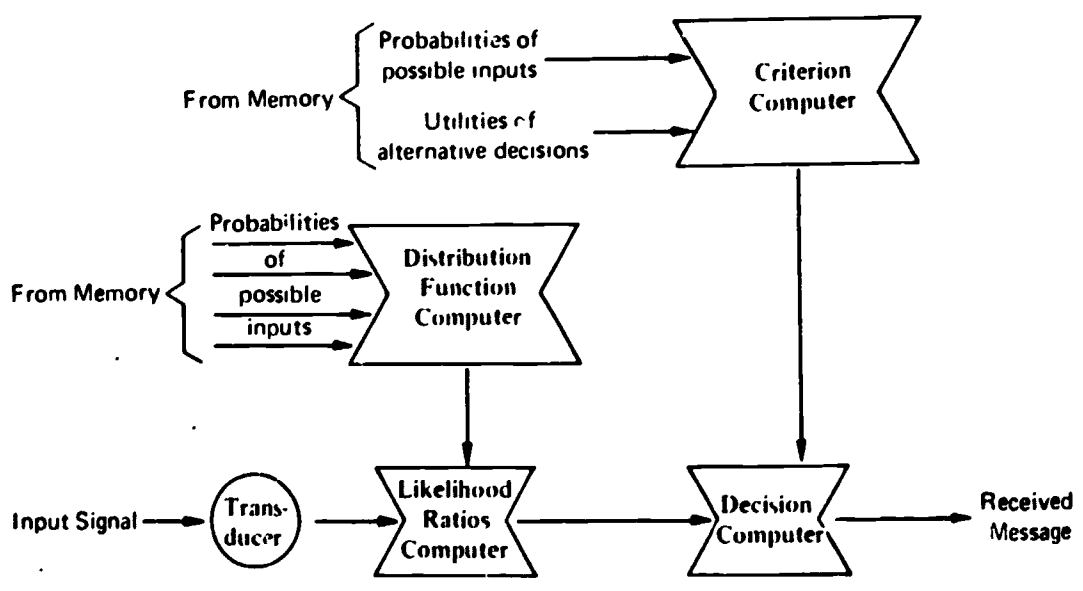 Probabilities of
possible inputs
From Memory
Utilities of
alternative decisions
Criterion
Computer
Probabilities
of
possible
inputs
From Memory
Distribution
Function
Computer
Input Signal
Trans-
ducer
Likelihood
Ratios
Computer
Decision
Computer
Received
Message